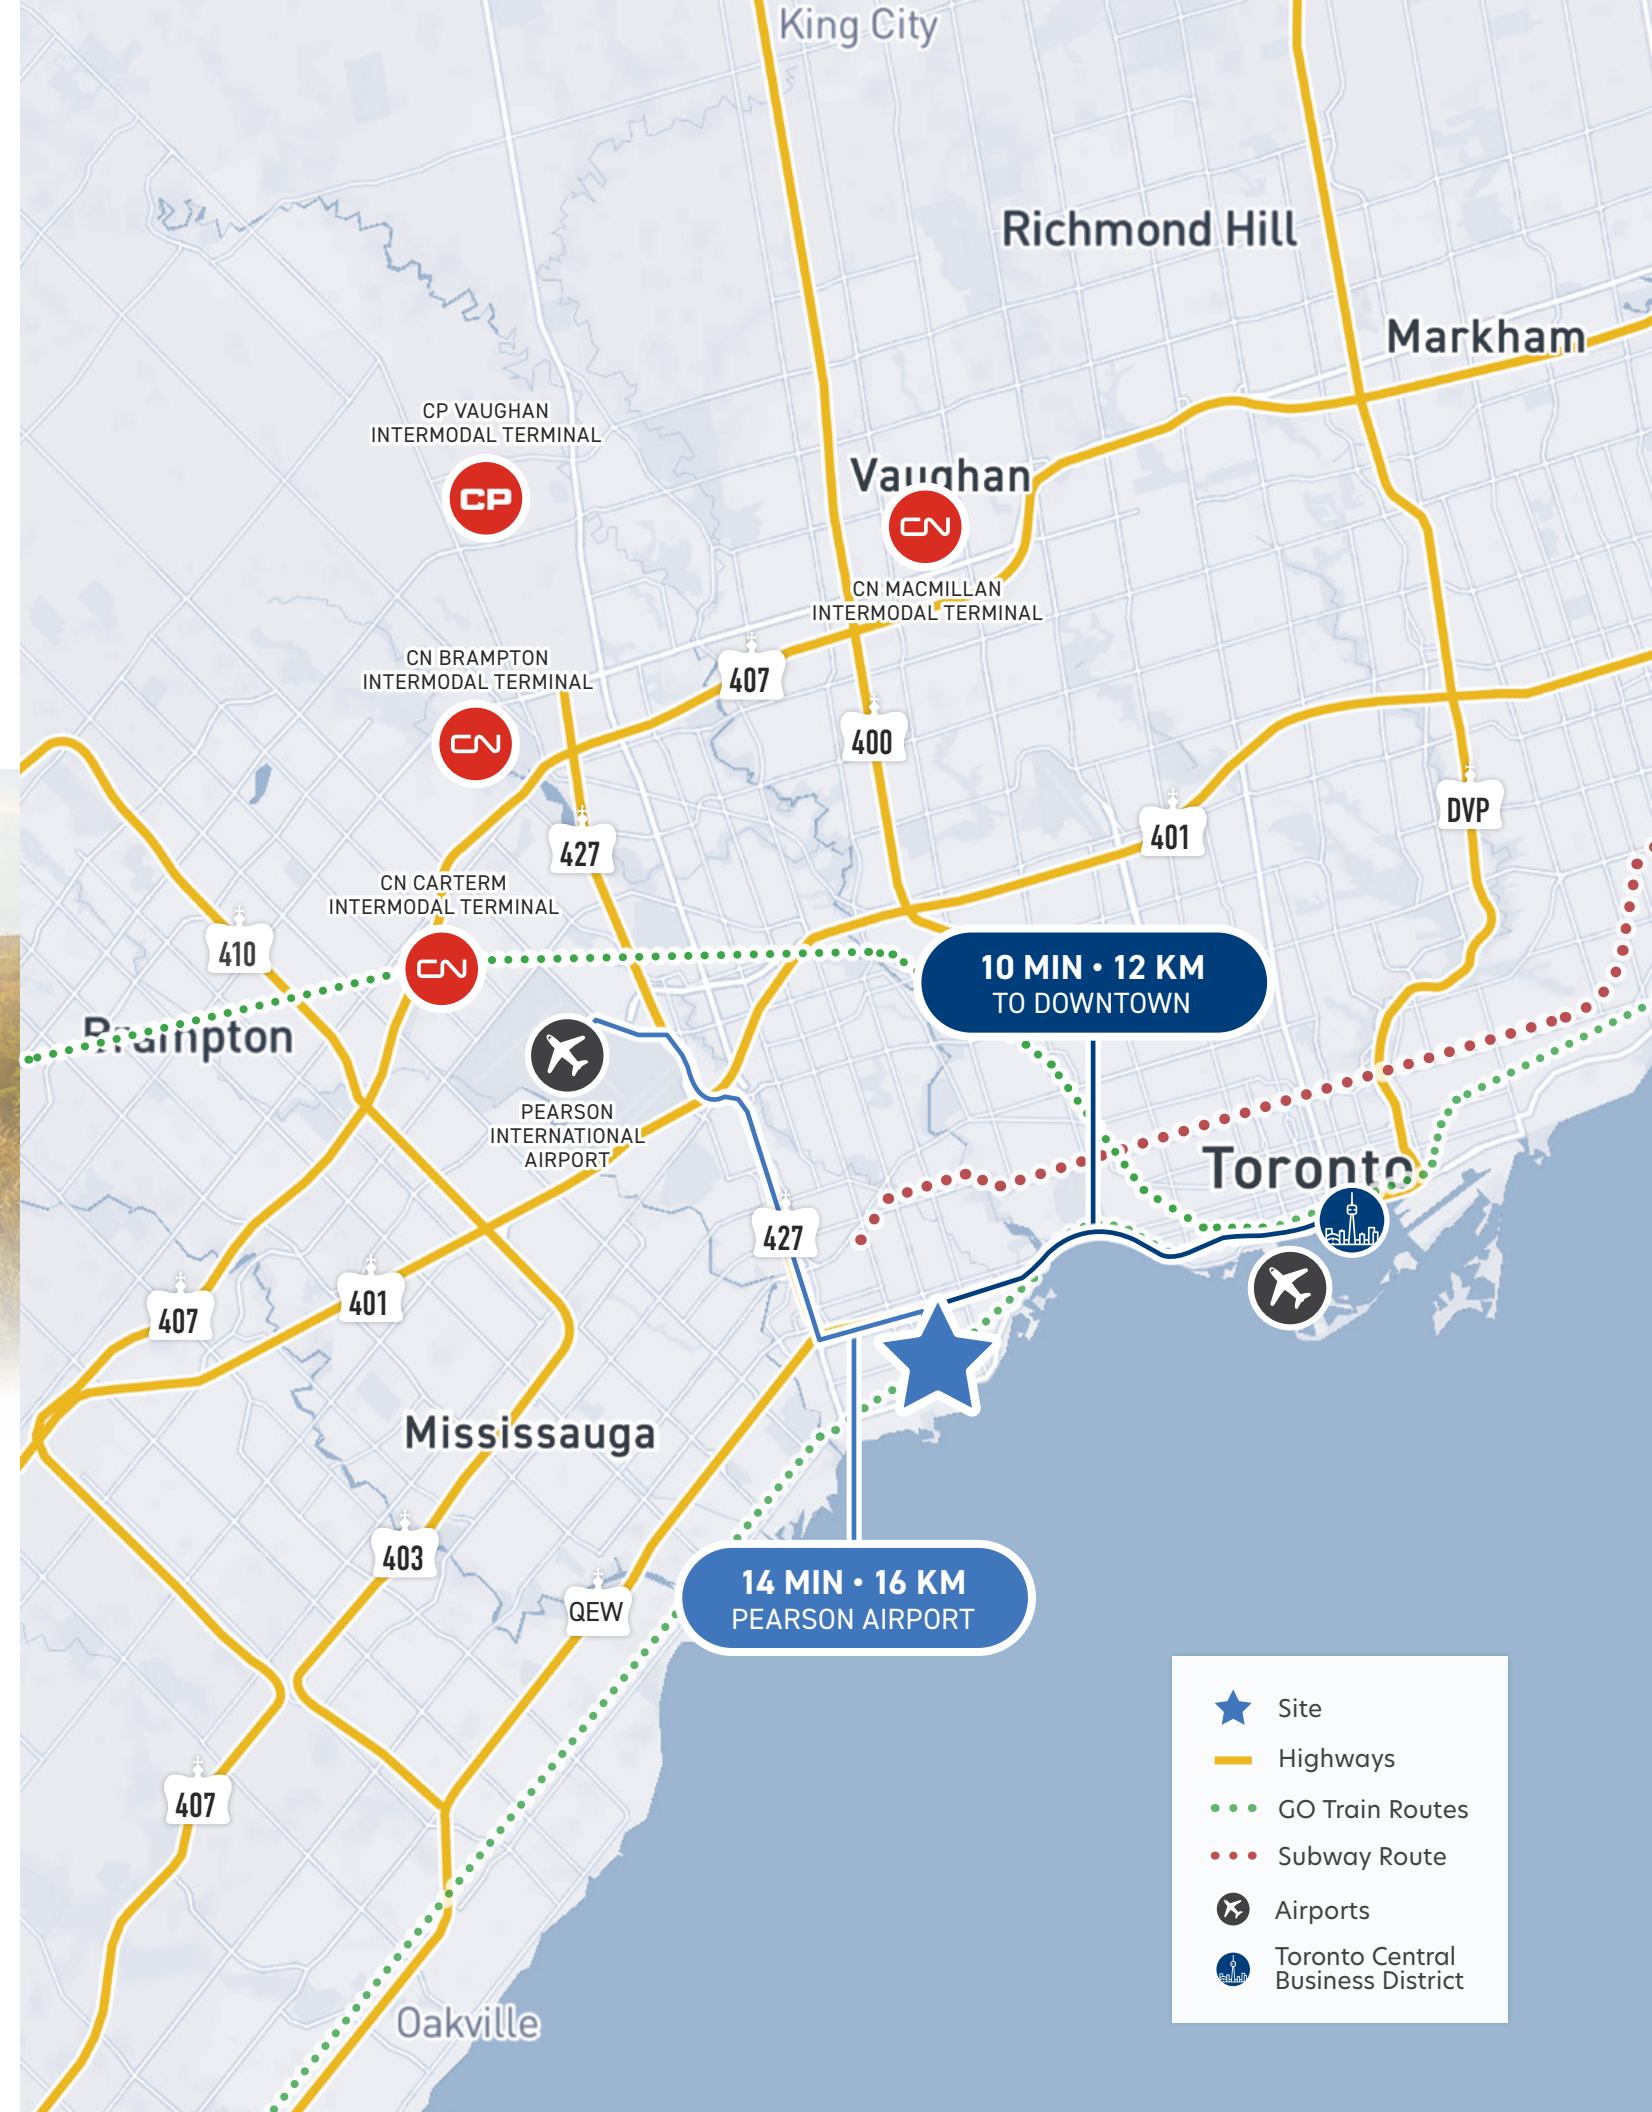 King City
Richmond Hill
Markham
CP VAUGHAN
INTERMODAL TERMINAL
CP
Vaughan
CN
CN MACMILLAN
INTERMODAL TERMINAL
CN BRAMPTON
INTERMODAL TERMINAL
CN
407
400
DVP
401
427
CN CARTERM
INTERMODAL TERMINAL
CN
410
10 MIN • 12 KM
TO DOWNTOWN
Brampton
PEARSON
INTERNATIONAL
AIRPORT
Toronto
427
401
407
Mississauga
403
14 MIN • 16 KM
PEARSON AIRPORT
QEW
407
Oakville
Site
Highways
GO Train Routes
Subway Route
Airports
Toronto Central
Business District